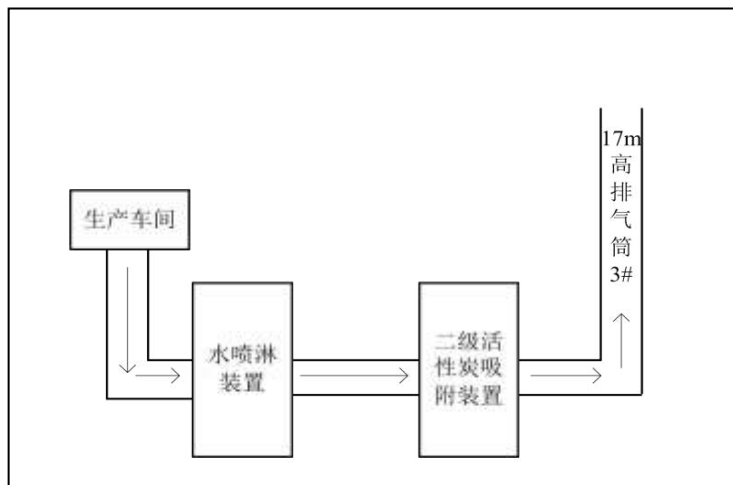 生产车间
水喷淋
装置
二级活
性炭吸
附装置
17m
高
排
气
筒
3#